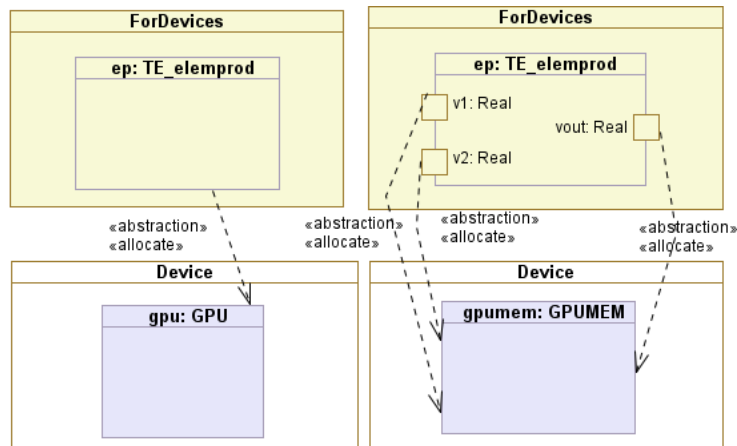 ForDevices
ep: TE_elemprod
«abstraction»
«allocate»
Device
gpu: GPU
ForDevices
ep: TE_elemprod
v1: Real
vout: Real
v2: Real
«abstraction»
«allocate»
«abstraction»
«allocate»
«abstraction»
«allocate»
Device
gpumem: GPUMEM